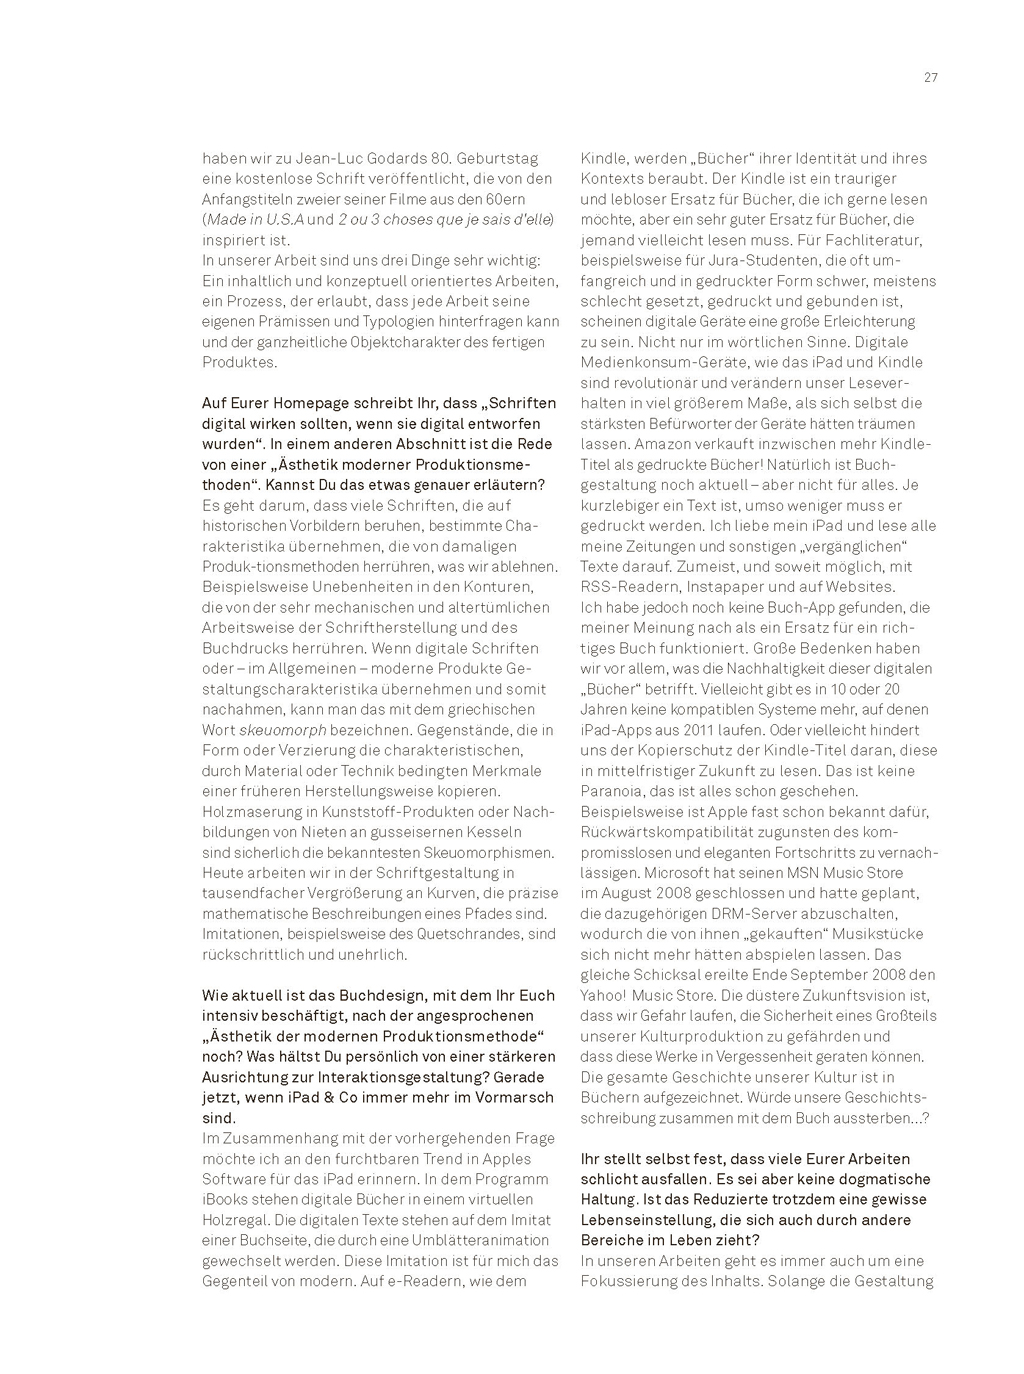 27
haben wir zu Jean-Luc Godards 80. Geburtstag
eine kostenlose Schrift veröffentlicht, die von den
Anfangstiteln zweier seiner Filme aus den 60ern
(Made in U.S.A und 2 ou 3 choses que je sais d'elle)
inspiriert ist.
In unserer Arbeit sind uns drei Dinge sehr wichtig:
Ein inhaltlich und konzeptuell orientiertes Arbeiten,
ein Prozess, der erlaubt, dass jede Arbeit seine
eigenen Prämissen und Typologien hinterfragen kann
und der ganzheitliche Objektcharakter des fertigen
Produktes.
Auf Eurer Homepage schreibt Ihr, dass „Schriften
digital wirken sollten, wenn sie digital entworfen
wurden“. In einem anderen Abschnitt ist die Rede
von einer „Ästhetik moderner Produktionsme-
thoden“. Kannst Du das etwas genauer erläutern?
Es geht darum, dass viele Schriften, die auf
historischen Vorbildern beruhen, bestimmte Cha-
rakteristika übernehmen, die von damaligen
Produk-tionsmethoden herrühren, was wir ablehnen.
Beispielsweise Unebenheiten in den Konturen,
die von der sehr mechanischen und altertümlichen
Arbeitsweise der Schriftherstellung und des
Buchdrucks herrühren. Wenn digitale Schriften
oder – im Allgemeinen – moderne Produkte Ge-
staltungscharakteristika übernehmen und somit
nachahmen, kann man das mit dem griechischen
Wort skeuomorph bezeichnen. Gegenstände, die in
Form oder Verzierung die charakteristischen,
durch Material oder Technik bedingten Merkmale
einer früheren Herstellungsweise kopieren.
Holzmaserung in Kunststoff-Produkten oder Nach-
bildungen von Nieten an gusseisernen Kesseln
sind sicherlich die bekanntesten Skeuomorphismen.
Heute arbeiten wir in der Schriftgestaltung in
tausendfacher Vergrößerung an Kurven, die präzise
mathematische Beschreibungen eines Pfades sind.
Imitationen, beispielsweise des Quetschrandes, sind
rückschrittlich und unehrlich.
Wie aktuell ist das Buchdesign, mit dem Ihr Euch
intensiv beschäftigt, nach der angesprochenen
„Ästhetik der modernen Produktionsmethode“
noch? Was hältst Du persönlich von einer stärkeren
Ausrichtung zur Interaktionsgestaltung? Gerade
jetzt, wenn iPad & Co immer mehr im Vormarsch
sind.
Im Zusammenhang mit der vorhergehenden Frage
möchte ich an den furchtbaren Trend in Apples
Software für das iPad erinnern. In dem Programm
iBooks stehen digitale Bücher in einem virtuellen
Holzregal. Die digitalen Texte stehen auf dem Imitat
einer Buchseite, die durch eine Umblätteranimation
gewechselt werden. Diese Imitation ist für mich das
Gegenteil von modern. Auf e-Readern, wie dem
Kindle, werden „Bücher“ ihrer Identität und ihres
Kontexts beraubt. Der Kindle ist ein trauriger
und lebloser Ersatz für Bücher, die ich gerne lesen
möchte, aber ein sehr guter Ersatz für Bücher, die
jemand vielleicht lesen muss. Für Fachliteratur,
beispielsweise für Jura-Studenten, die oft um-
fangreich und in gedruckter Form schwer, meistens
schlecht gesetzt, gedruckt und gebunden ist,
scheinen digitale Geräte eine große Erleichterung
zu sein. Nicht nur im wörtlichen Sinne. Digitale
Medienkonsum-Geräte, wie das iPad und Kindle
sind revolutionär und verändern unser Lesever-
halten in viel größerem Maße, als sich selbst die
stärksten Befürworter der Geräte hätten träumen
lassen. Amazon verkauft inzwischen mehr Kindle-
Titel als gedruckte Bücher! Natürlich ist Buch-
gestaltung noch aktuell – aber nicht für alles. Je
kurzlebiger ein Text ist, umso weniger muss er
gedruckt werden. Ich liebe mein iPad und lese alle
meine Zeitungen und sonstigen „vergänglichen“
Texte darauf. Zumeist, und soweit möglich, mit
RSS-Readern, Instapaper und auf Websites.
Ich habe jedoch noch keine Buch-App gefunden, die
meiner Meinung nach als ein Ersatz für ein rich-
tiges Buch funktioniert. Große Bedenken haben
wir vor allem, was die Nachhaltigkeit dieser digitalen
„Bücher“ betrifft. Vielleicht gibt es in 10 oder 20
Jahren keine kompatiblen Systeme mehr, auf denen
iPad-Apps aus 2011 laufen. Oder vielleicht hindert
uns der Kopierschutz der Kindle-Titel daran, diese
in mittelfristiger Zukunft zu lesen. Das ist keine
Paranoia, das ist alles schon geschehen.
Beispielsweise ist Apple fast schon bekannt dafür,
Rückwärtskompatibilität zugunsten des kom-
promisslosen und eleganten Fortschritts zu vernach-
lässigen. Microsoft hat seinen MSN Music Store
im August 2008 geschlossen und hatte geplant,
die dazugehörigen DRM-Server abzuschalten,
wodurch die von ihnen „gekauften“ Musikstücke
sich nicht mehr hätten abspielen lassen. Das
gleiche Schicksal ereilte Ende September 2008 den
Yahoo! Music Store. Die düstere Zukunftsvision ist,
dass wir Gefahr laufen, die Sicherheit eines Großteils
unserer Kulturproduktion zu gefährden und
dass diese Werke in Vergessenheit geraten können.
Die gesamte Geschichte unserer Kultur ist in
Büchern aufgezeichnet. Würde unsere Geschichts-
schreibung zusammen mit dem Buch aussterben...?
Ihr stellt selbst fest, dass viele Eurer Arbeiten
schlicht ausfallen. Es sei aber keine dogmatische
Haltung. Ist das Reduzierte trotzdem eine gewisse
Lebenseinstellung, die sich auch durch andere
Bereiche im Leben zieht?
In unseren Arbeiten geht es immer auch um eine
Fokussierung des Inhalts. Solange die Gestaltung